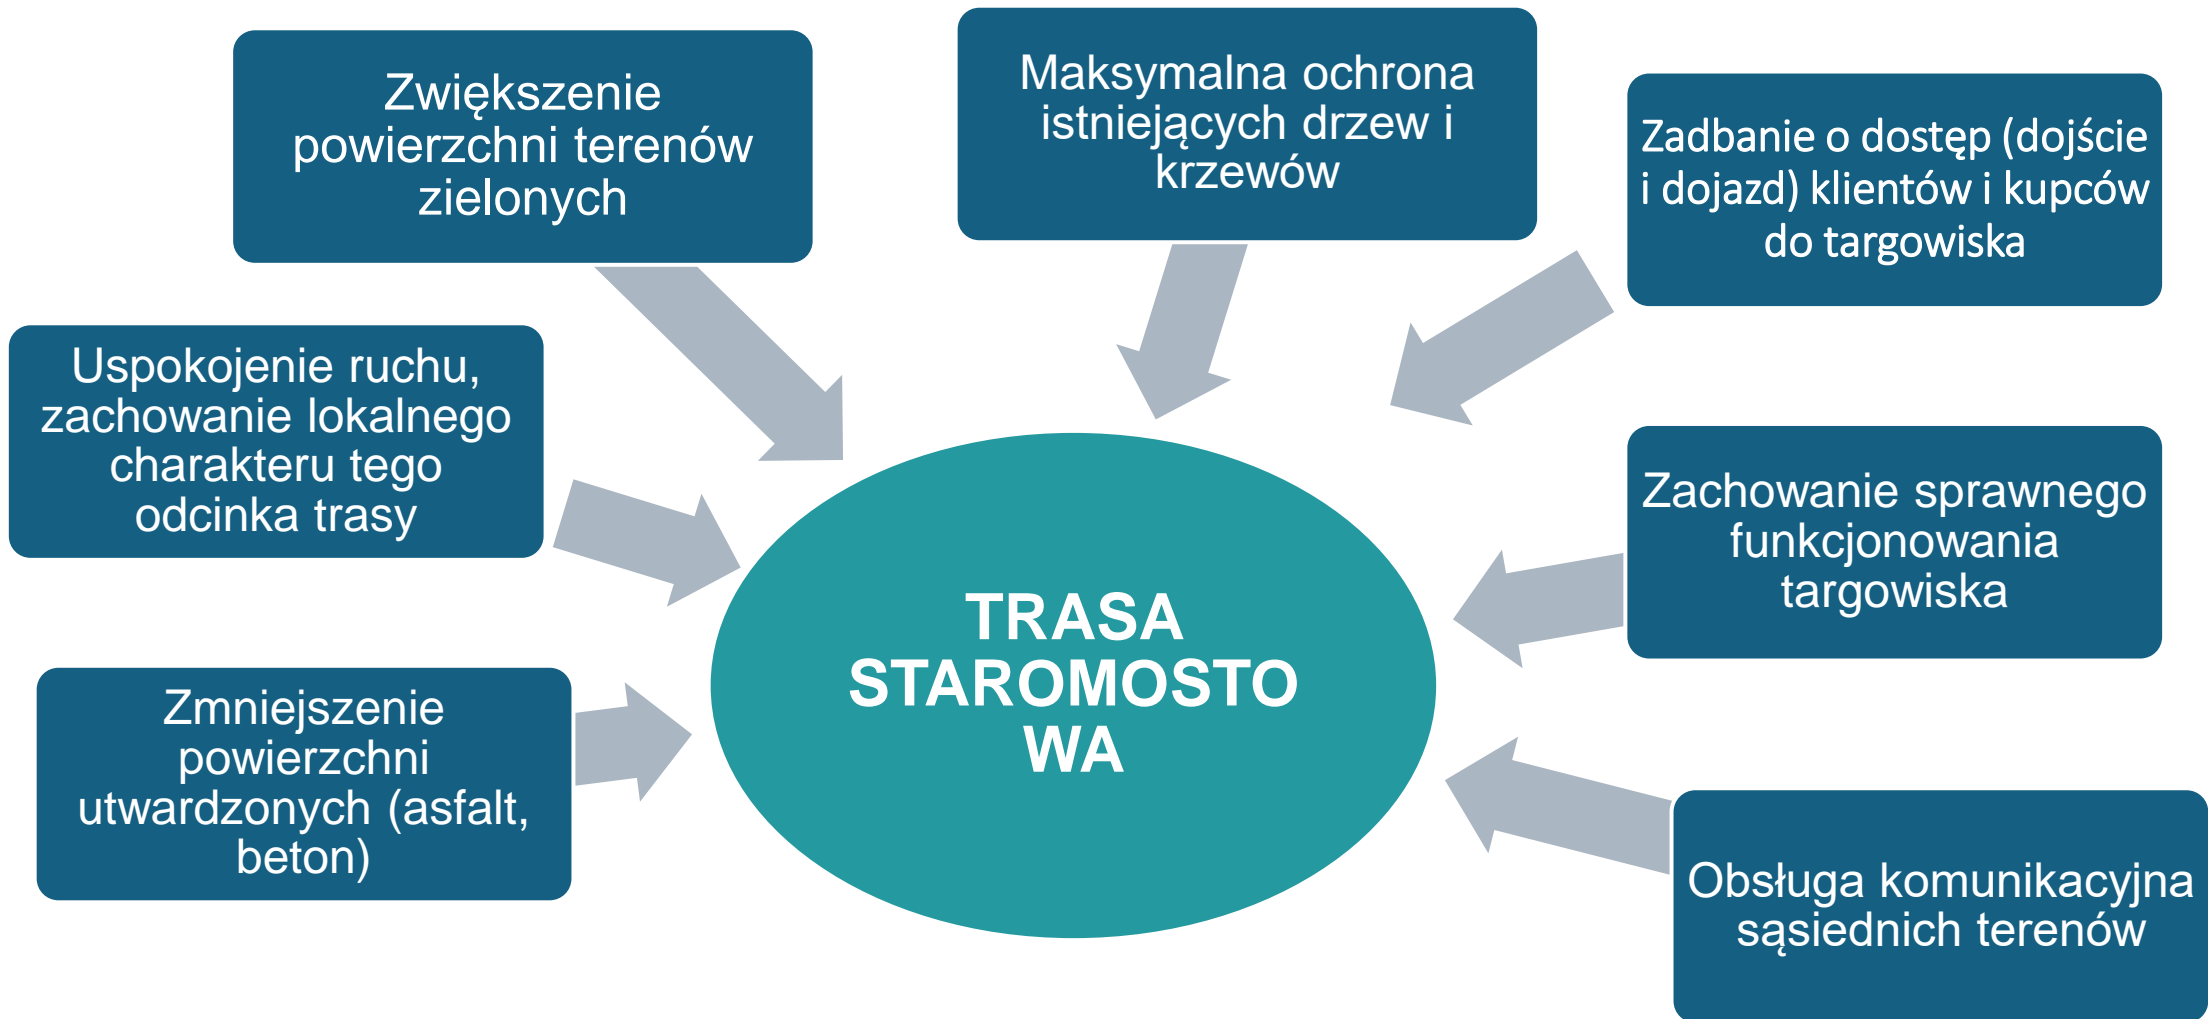 Zwiększenie
powierzchni terenów
zielonych
Maksymalna ochrona
istniejących drzew i
krzewów
Zadbanie o dostęp (dojście
i dojazd) klientów i kupców
do targowiska
Uspokojenie ruchu,
zachowanie lokalnego
charakteru tego
odcinka trasy
Zachowanie sprawnego
funkcjonowania
targowiska
TRASA
STAROMOSTO
WA
Zmniejszenie
powierzchni
utwardzonych (asfalt,
beton)
Obsługa komunikacyjna
sąsiednich terenów